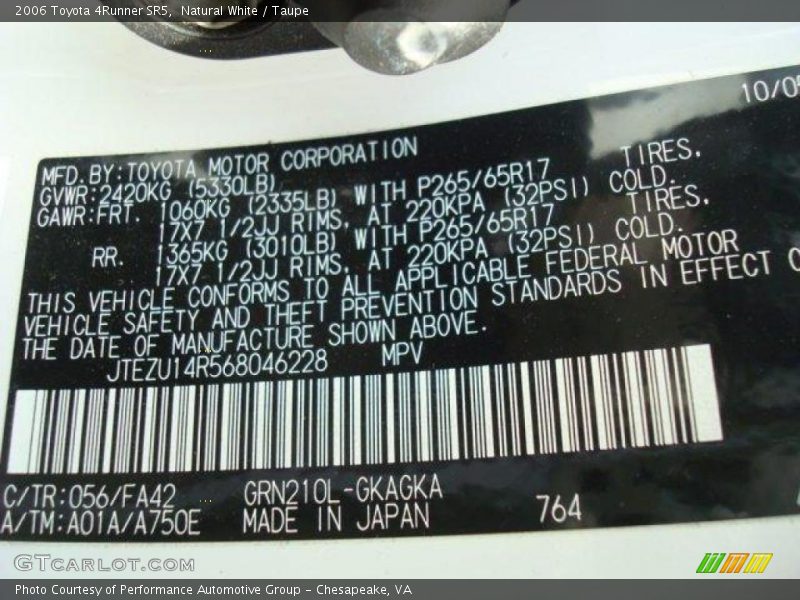 2006 Toyota 4Runner SR5, Natural White / Taupe
10/05
MFD. BY: TOYOTA MOTOR CORPORATION
GVWR: 2420KG (5330LB)
GAWR: FRT. 1060KG (2335LB) WITH P265/65R17 TIRES,
17X7 1/2JJ RIMS, AT 220KPA (32PSI) COLD.
RR. 1365KG (3010LB) WITH P265/65R17 TIRES,
17X7 1/2JJ RIMS, AT 220KPA (32PSI) COLD.
THIS VEHICLE CONFORMS TO ALL APPLICABLE FEDERAL MOTOR
VEHICLE SAFETY AND THEFT PREVENTION STANDARDS IN EFFECT O
THE DATE OF MANUFACTURE SHOWN ABOVE.
JTEZU14R568046228 MPV
C/TR: 056/FA42 GRN210L-GKAGKA
A/TM: A01A/A750E MADE IN JAPAN 764
GTCARLOT.COM
Photo Courtesy of Performance Automotive Group - Chesapeake, VA